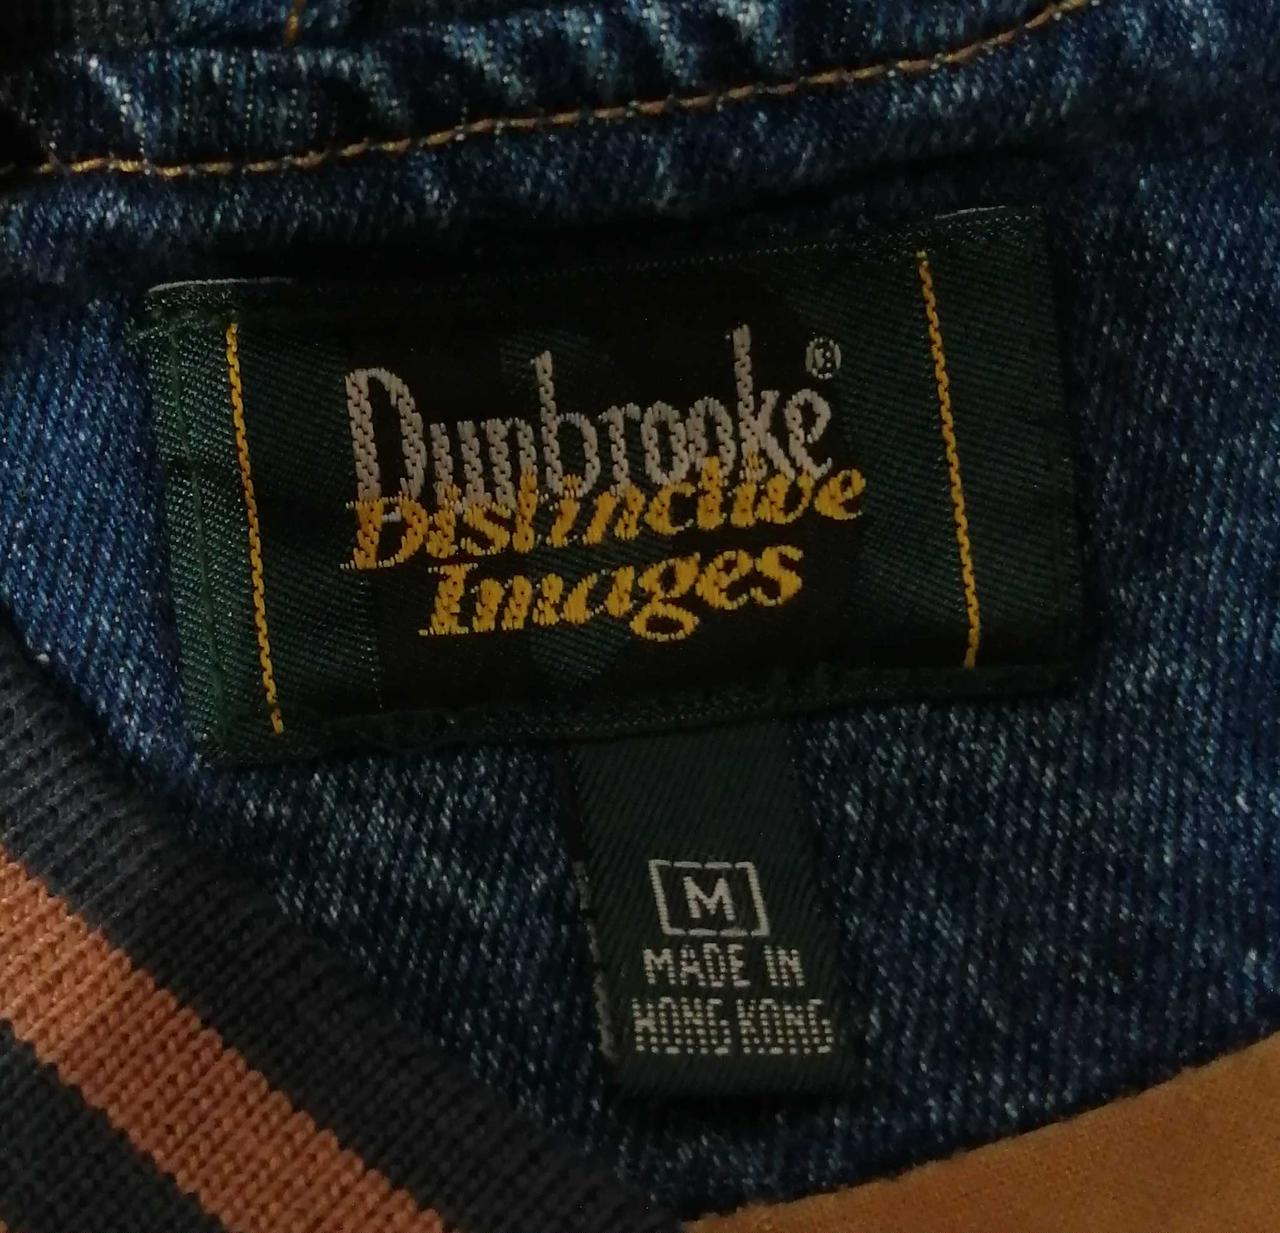 Dunbrooke®
Distinctive
Images
M
MADE IN
HONG KONG